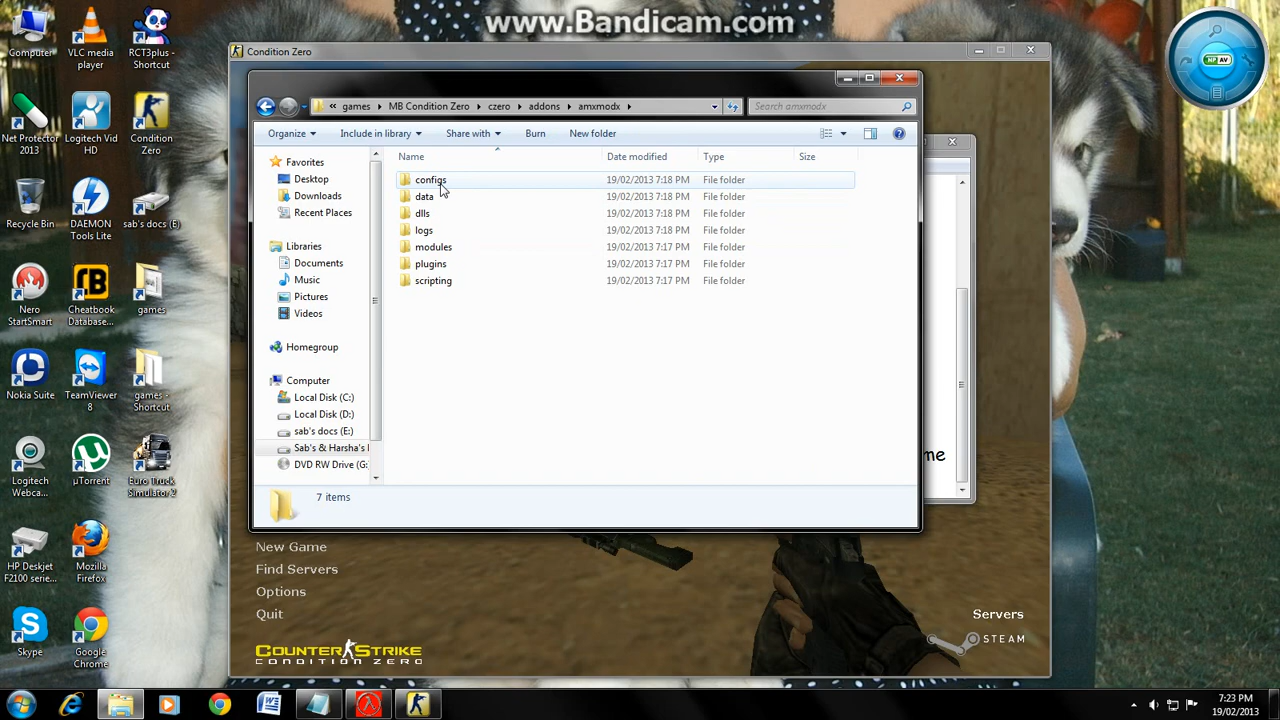 www.Bandicam.com
Computer
VLC media player
RCT3plus - Shortcut
Net Protector 2013
Logitech Vid HD
Condition Zero
Recycle Bin
DAEMON Tools Lite
sab's docs (E)
Nero StartSmart
Cheatbook Database...
games
Nokia Suite
TeamViewer 8
games - Shortcut
Logitech Webca...
µTorrent
Euro Truck Simulator 2
HP Deskjet F2100 serie...
Mozilla Firefox
Skype
Google Chrome
Condition Zero
HP AV
« games ▸ MB Condition Zero ▸ czero ▸ addons ▸ amxmodx ▸
Search amxmodx
Organize Include in library Share with Burn New folder
Name Date modified Type Size
configs 19/02/2013 7:18 PM File folder
data 19/02/2013 7:18 PM File folder
dlls 19/02/2013 7:18 PM File folder
logs 19/02/2013 7:18 PM File folder
modules 19/02/2013 7:17 PM File folder
plugins 19/02/2013 7:17 PM File folder
scripting 19/02/2013 7:17 PM File folder
Favorites
Desktop
Downloads
Recent Places
Libraries
Documents
Music
Pictures
Videos
Homegroup
Computer
Local Disk (C:)
Local Disk (D:)
sab's docs (E:)
Sab's & Harsha's
DVD RW Drive (G:
7 items
me
New Game
Find Servers
Options
Quit
Servers
STEAM
COUNTER STRIKE
CONDITION ZERO
7:23 PM
19/02/2013